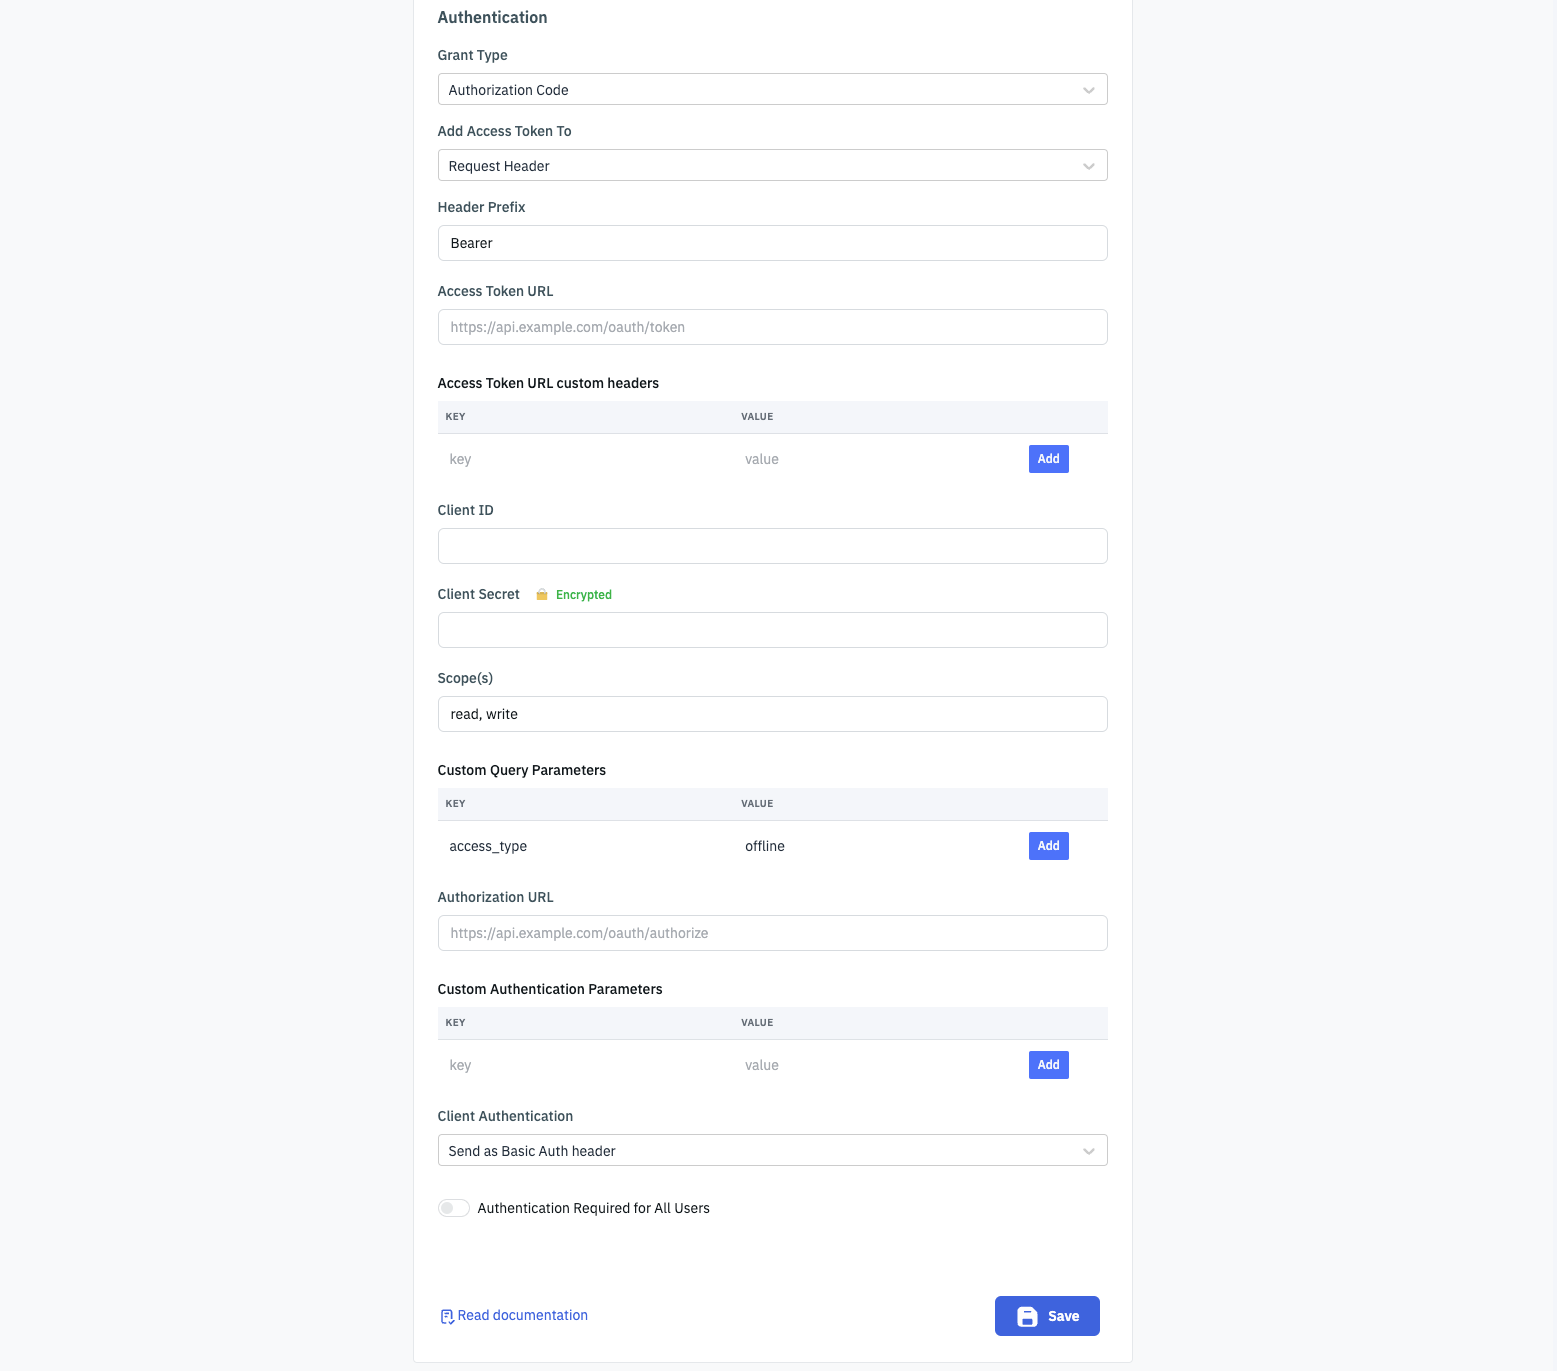 Authentication
Grant Type
Authorization Code
Add Access Token To
Request Header
Header Prefix
Bearer
Access Token URL
https://api.example.com/oauth/token
Access Token URL custom headers
KEY VALUE
key value Add
Client ID
Client Secret Encrypted
Scope(s)
read, write
Custom Query Parameters
KEY VALUE
access_type offline Add
Authorization URL
https://api.example.com/oauth/authorize
Custom Authentication Parameters
KEY VALUE
key value Add
Client Authentication
Send as Basic Auth header
Authentication Required for All Users
Read documentation Save